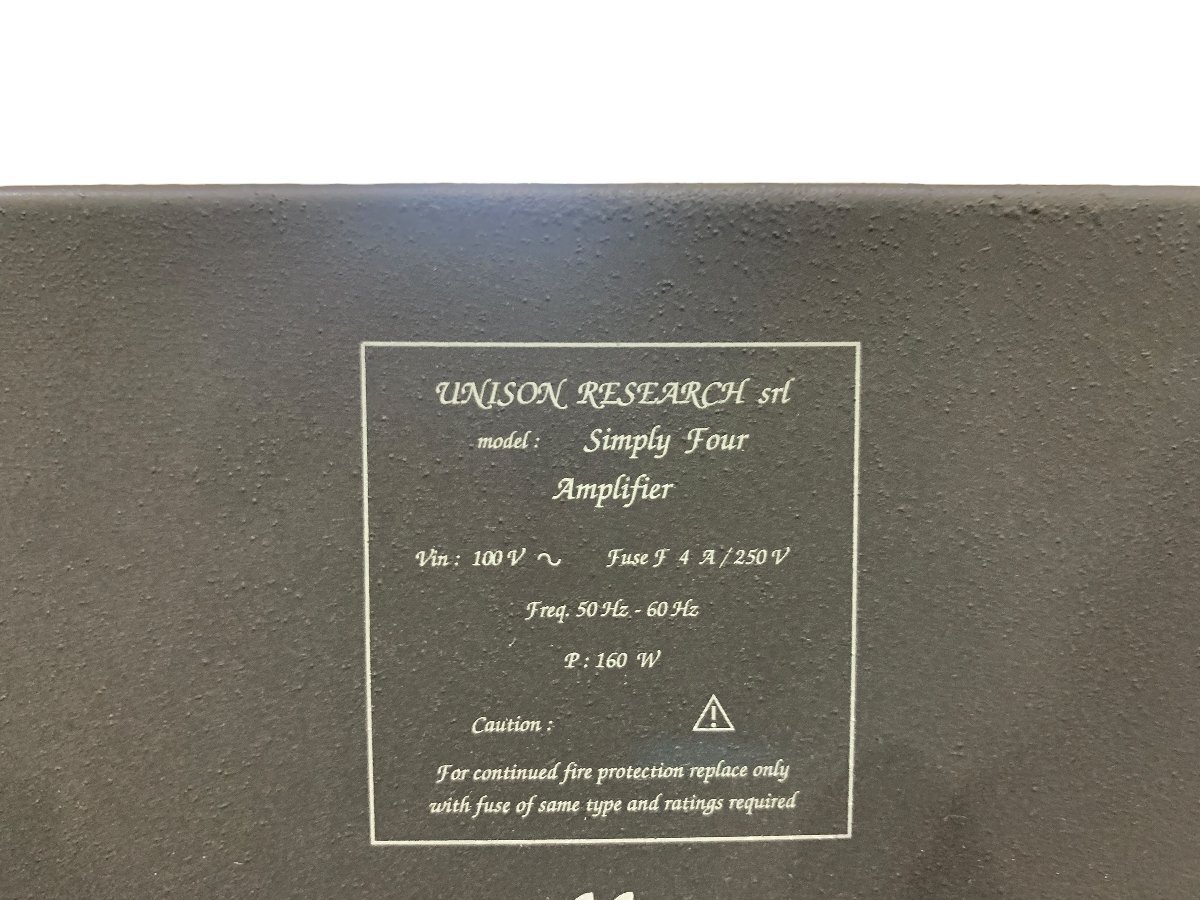 UNISON RESEARCH srl
model : Simply Four
Amplifier
Vin : 100 V ~ Fuse F 4 A / 250 V
Freq. 50 Hz - 60 Hz
P : 160 W
Caution : ⚠
For continued fire protection replace only
with fuse of same type and ratings required